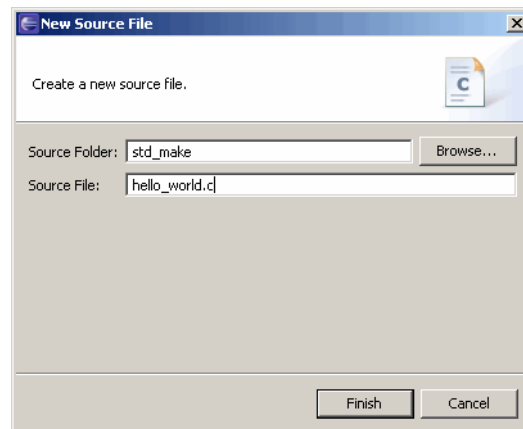 New Source File
Create a new source file.
C
Source Folder: std_make Browse...
Source File: hello_world.c
Finish Cancel